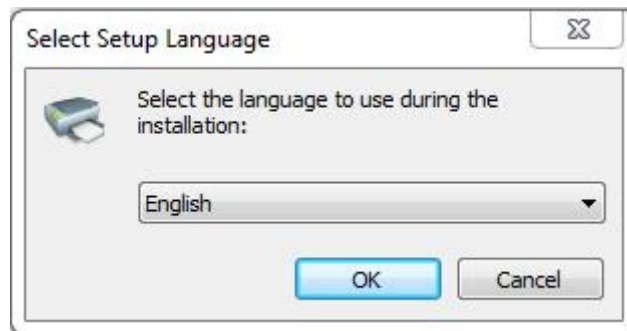 Select Setup Language
Select the language to use during the
installation:
English
OK
Cancel